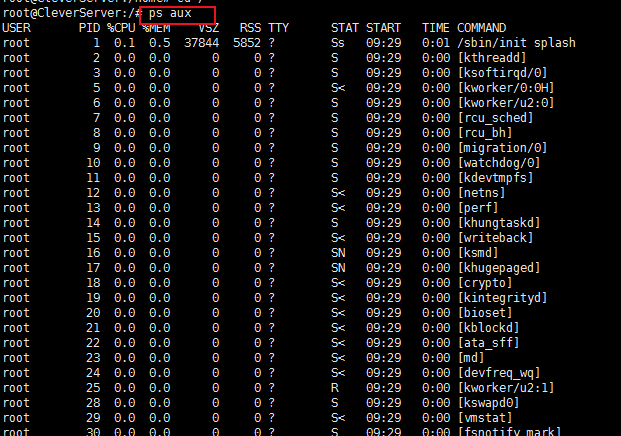 root@CleverServer:/# ps aux
USER PID %CPU %MEM VSZ RSS TTY STAT START TIME COMMAND
root 1 0.1 0.5 37844 5852 ? Ss 09:29 0:01 /sbin/init splash
root 2 0.0 0.0 0 0 ? S 09:29 0:00 [kthreadd]
root 3 0.0 0.0 0 0 ? S 09:29 0:00 [ksoftirqd/0]
root 5 0.0 0.0 0 0 ? S< 09:29 0:00 [kworker/0:0H]
root 6 0.0 0.0 0 0 ? S 09:29 0:00 [kworker/u2:0]
root 7 0.0 0.0 0 0 ? S 09:29 0:00 [rcu_sched]
root 8 0.0 0.0 0 0 ? S 09:29 0:00 [rcu_bh]
root 9 0.0 0.0 0 0 ? S 09:29 0:00 [migration/0]
root 10 0.0 0.0 0 0 ? S 09:29 0:00 [watchdog/0]
root 11 0.0 0.0 0 0 ? S 09:29 0:00 [kdevtmpfs]
root 12 0.0 0.0 0 0 ? S< 09:29 0:00 [netns]
root 13 0.0 0.0 0 0 ? S< 09:29 0:00 [perf]
root 14 0.0 0.0 0 0 ? S 09:29 0:00 [khungtaskd]
root 15 0.0 0.0 0 0 ? S< 09:29 0:00 [writeback]
root 16 0.0 0.0 0 0 ? SN 09:29 0:00 [ksmd]
root 17 0.0 0.0 0 0 ? SN 09:29 0:00 [khugepaged]
root 18 0.0 0.0 0 0 ? S< 09:29 0:00 [crypto]
root 19 0.0 0.0 0 0 ? S< 09:29 0:00 [kintegrityd]
root 20 0.0 0.0 0 0 ? S< 09:29 0:00 [bioset]
root 21 0.0 0.0 0 0 ? S< 09:29 0:00 [kblockd]
root 22 0.0 0.0 0 0 ? S< 09:29 0:00 [ata_sff]
root 23 0.0 0.0 0 0 ? S< 09:29 0:00 [md]
root 24 0.0 0.0 0 0 ? S< 09:29 0:00 [devfreq_wq]
root 25 0.0 0.0 0 0 ? R 09:29 0:00 [kworker/u2:1]
root 28 0.0 0.0 0 0 ? S 09:29 0:00 [kswapd0]
root 29 0.0 0.0 0 0 ? S< 09:29 0:00 [vmstat]
root 30 0.0 0.0 0 0 ? S 09:29 0:00 [fsnotify_mark]